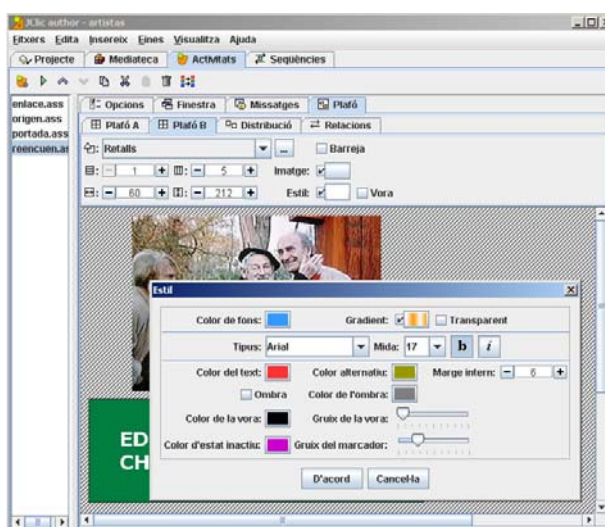 JClic author - artistas
Fitxers Edita Insereix Eines Visualitza Ajuda
Projecte Mediateca Activitats Seqüències
enlace.ass
origen.ass
portada.ass
reencuen.as
Opcions Finestra Missatges Plafó
Plafó A Plafó B Distribució Relacions
Retalls ... Barreja
1 5 Imatge:
60 212 Estil: Vora
Estil
Color de fons: Gradient: Transparent
Tipus: Arial Mida: 17 b i
Color del text: Color alternatiu: Marge intern: 6
Ombra Color de l'ombra:
Color de la vora: Gruix de la vora:
Color d'estat inactiu: Gruix del marcador:
D'acord Cancel·la
ED
CH